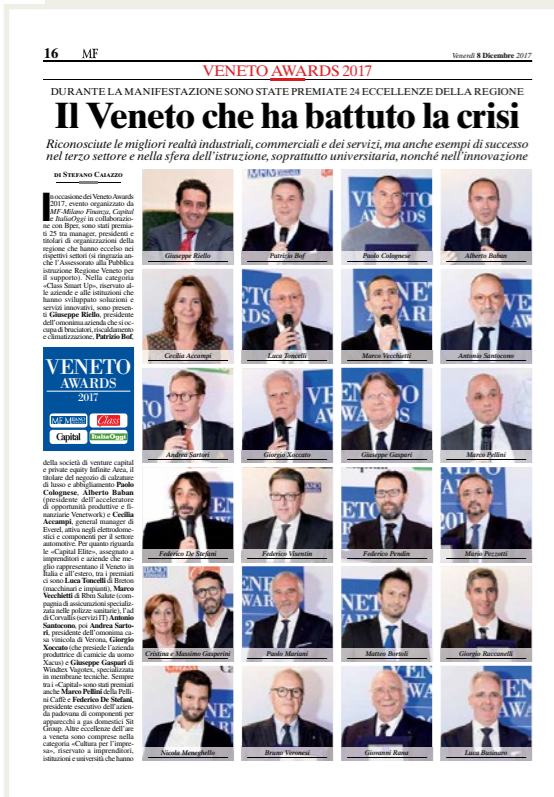 16
MF
Venerdì 8 Dicembre 2017
VENETO AWARDS 2017
DURANTE LA MANIFESTAZIONE SONO STATE PREMIATE 24 ECCELLENZE DELLA REGIONE
Il Veneto che ha battuto la crisi
Riconosciute le migliori realtà industriali, commerciali e dei servizi, ma anche esempi di successo
nel terzo settore e nella sfera dell'istruzione, soprattutto universitaria, nonché nell'innovazione
DI STEFANO CAIAZZO
In occasione dei Veneto Awards
2017, evento organizzato da
MF-Milano Finanza, Capital
e ItaliaOggi in collaborazio-
ne con Bper, sono stati premia-
ti 25 tra manager, presidenti e
titolari di organizzazioni della
regione che hanno eccelso nei
rispettivi settori (si ringrazia an-
che l'Assessorato alla Pubblica
istruzione Regione Veneto per
il supporto). Nella categoria
«Class Smart Up», riservato al-
le aziende e alle istituzioni che
hanno sviluppato soluzioni e
servizi innovativi, sono presen-
ti Giuseppe Riello, presidente
dell'omonima azienda che si oc-
cupa di bruciatori, riscaldamento
e climatizzazione, Patrizio Bof,
VENETO
AWARDS
2017
MF MILANO
Class
Capital
ItaliaOggi
della società di venture capital
e private equity Infinite Area, il
titolare del negozio di calzature
di lusso e abbigliamento Paolo
Colognese, Alberto Baban
(presidente dell'acceleratore
di opportunità produttive e fi-
nanziarie Venetwork) e Cecilia
Accampi, general manager di
Everel, attiva negli elettrodome-
stici e componenti per il settore
automotive. Per quanto riguarda
le «Capital Elite», assegnato a
imprenditori e aziende che me-
glio rappresentano il Veneto in
Italia e all'estero, tra i premiati
ci sono Luca Toncelli di Breton
(macchinari e impianti), Marco
Vecchietti di Rbm Salute (com-
pagnia di assicurazioni specializ-
zata nelle polizze sanitarie), l'ad
di Corvallis (servizi IT) Antonio
Santocono, poi Andrea Sarto-
ri, presidente dell'omonima ca-
sa vinicola di Verona, Giorgio
Xoccato (che presiede l'azienda
produttrice di camicie da uomo
Xacus) e Giuseppe Gaspari di
Windtex Vagotex, specializzata
in membrane tecniche. Sempre
tra i «Capital» sono stati premiati
anche Marco Pellini della Pelli-
ni Caffè e Federico De Stefani,
presidente esecutivo dell'azien-
da padovana di componenti per
apparecchi a gas domestici Sit
Group. Altre eccellenze dell'are
a veneta sono comprese nella
categoria «Cultura per l'impre-
sa», riservato a imprenditori,
istituzioni e università che hanno
Giuseppe Riello
Patrizio Bof
Paolo Colognese
Alberto Baban
Cecilia Accampi
Luca Toncelli
Marco Vecchietti
Antonio Santocono
Andrea Sartori
Giorgio Xoccato
Giuseppe Gaspari
Marco Pellini
Federico De Stefani
Federico Visentin
Federico Pendin
Mario Pezzotti
Cristina e Massimo Gasperini
Paolo Mariani
Matteo Bortoli
Giorgio Raccanelli
Nicola Meneghello
Bruno Veronesi
Giovanni Rana
Luca Businaro